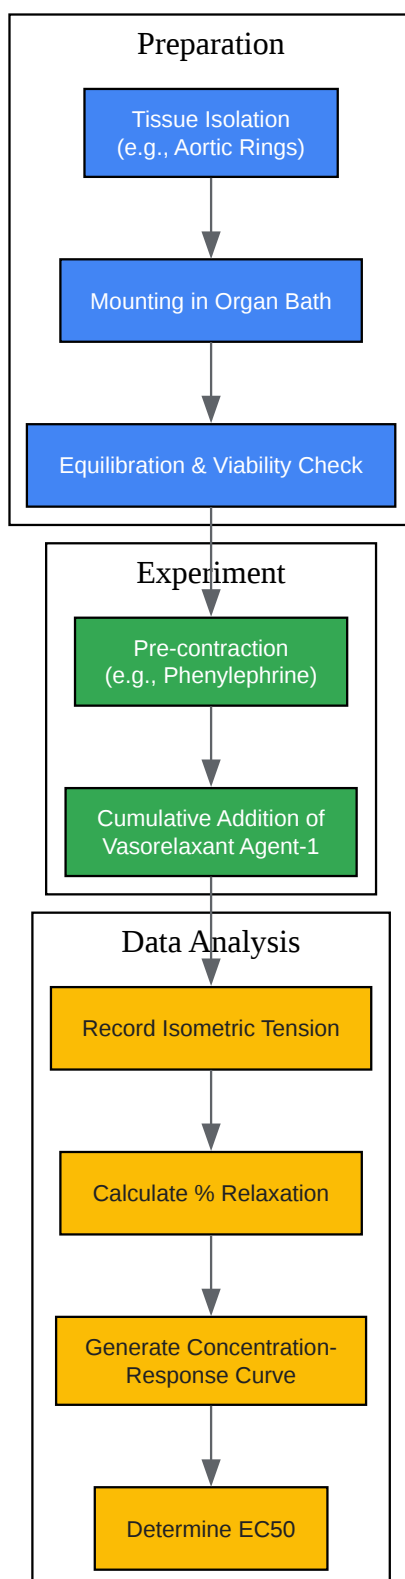 Preparation
Tissue Isolation
(e.g., Aortic Rings)
Mounting in Organ Bath
Equilibration & Viability Check
Experiment
Pre-contraction
(e.g., Phenylephrine)
Cumulative Addition of
Vasorelaxant Agent-1
Data Analysis
Record Isometric Tension
Calculate % Relaxation
Generate Concentration-
Response Curve
Determine EC50